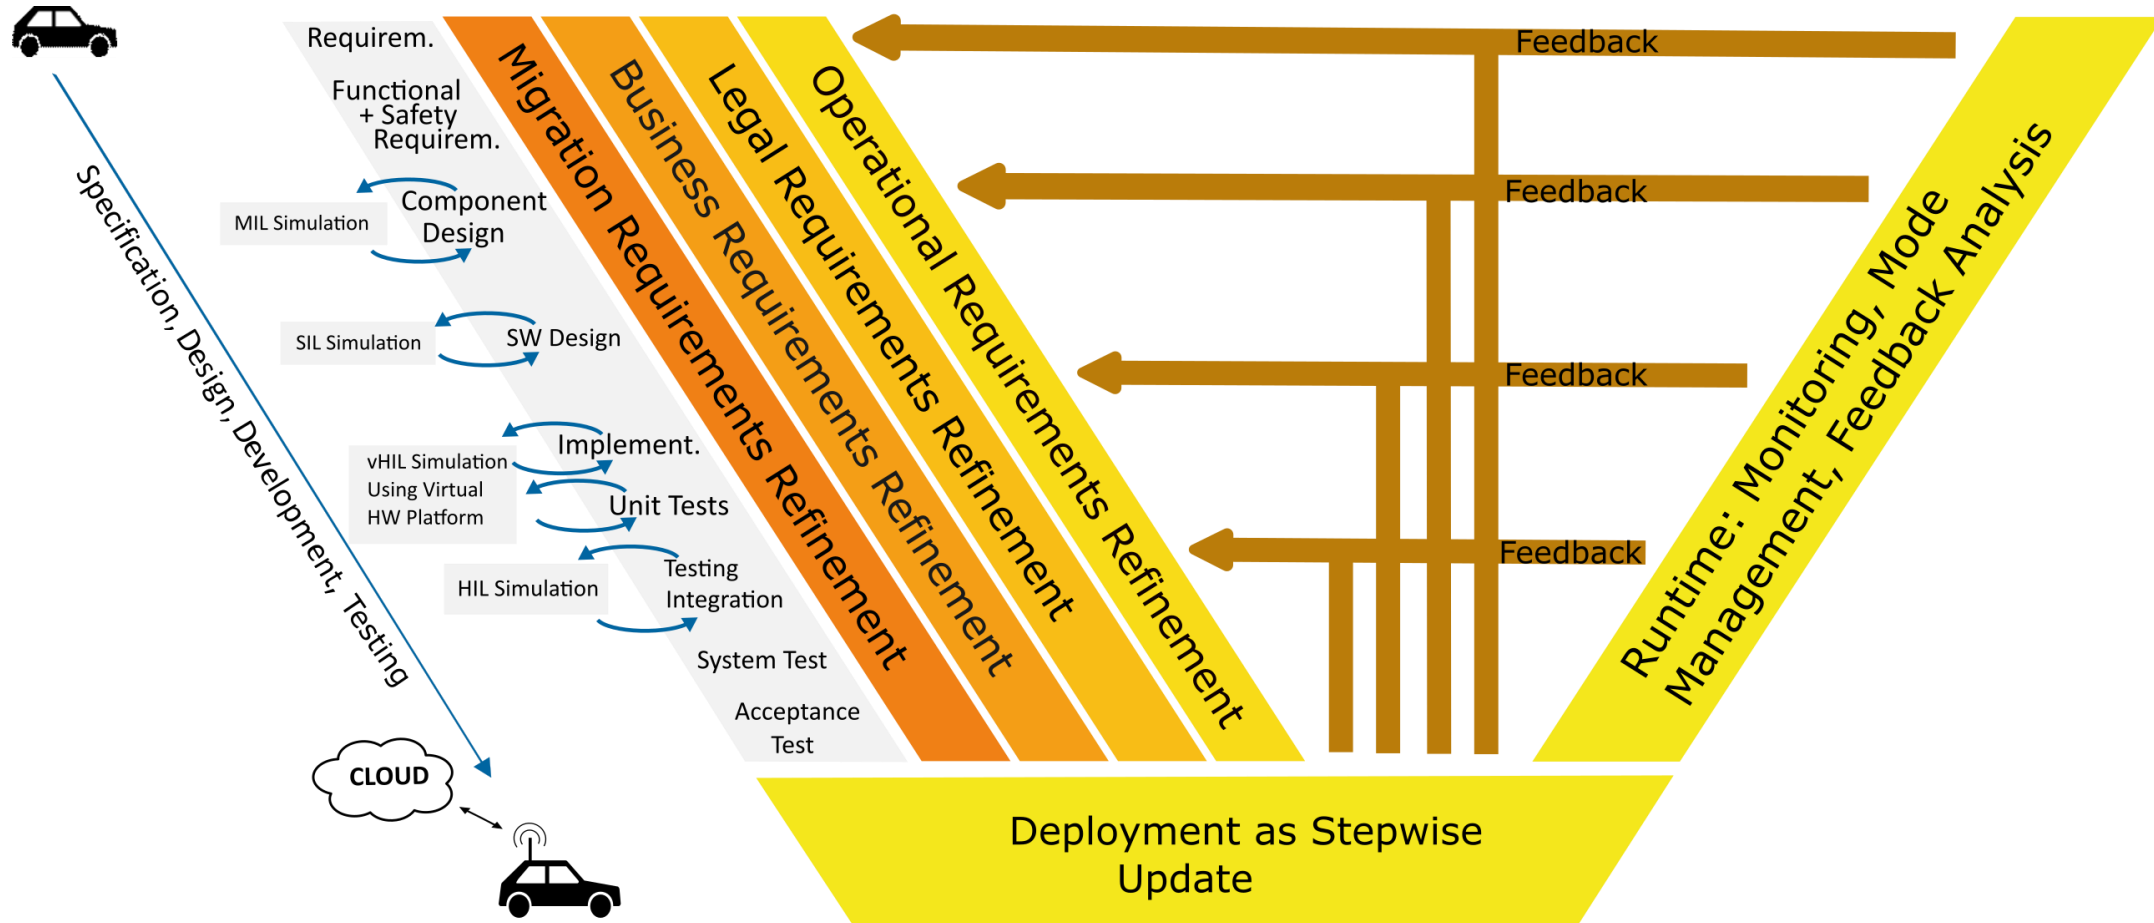 Requirem.
Functional
+ Safety
Requirem.
Component
Design
MIL Simulation
SW Design
SIL Simulation
Implement.
vHIL Simulation
Using Virtual
HW Platform
Unit Tests
Testing
Integration
HIL Simulation
System Test
Acceptance
Test
Specification, Design, Development, Testing
CLOUD
Migration Requirements Refinement
Business Requirements Refinement
Legal Requirements Refinement
Operational Requirements Refinement
Feedback
Feedback
Feedback
Feedback
Runtime: Monitoring, Mode
Management, Feedback Analysis
Deployment as Stepwise
Update